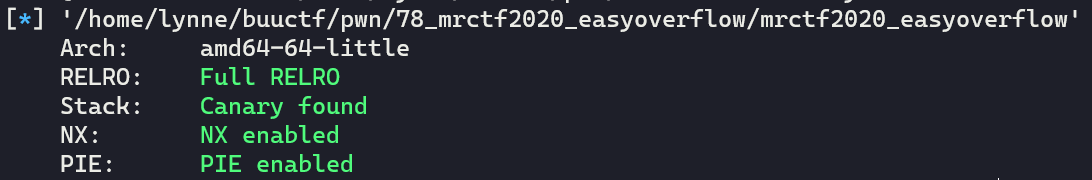 [*] '/home/lynne/buuctf/pwn/78_mrctf2020_easyoverflow/mrctf2020_easyoverflow'
Arch: amd64-64-little
RELRO: Full RELRO
Stack: Canary found
NX: NX enabled
PIE: PIE enabled